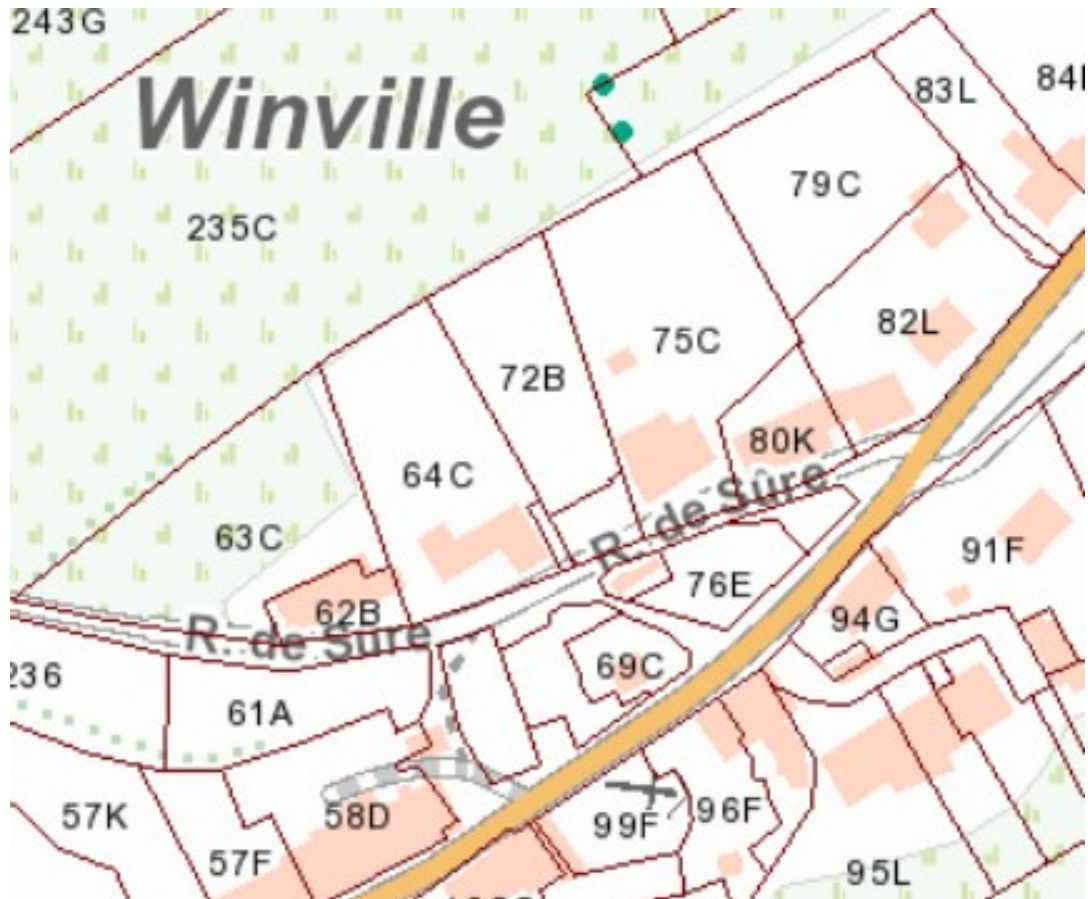 243G
Winville
83L
79C
235C
82L
75C
72B
80K
64C
R. de Sûre
63C
91F
76E
62B
94G
R. de Sûre
69C
236
61A
57K
58D
99F
96F
57F
95L